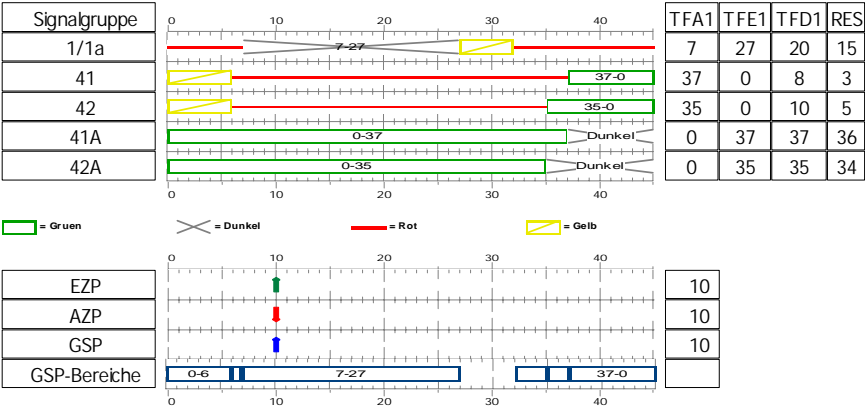 Signalgruppe 0 10 20 30 40 TFA1 TFE1 TFD1 RES
1/1a 7-27 7 27 20 15
41 37-0 37 0 8 3
42 35-0 35 0 10 5
41A 0-37 Dunkel 0 37 37 36
42A 0-35 Dunkel 0 35 35 34
0 10 20 30 40
= Gruen = Dunkel = Rot = Gelb
0 10 20 30 40
EZP 10
AZP 10
GSP 10
GSP-Bereiche 0-6 7-27 37-0
0 10 20 30 40